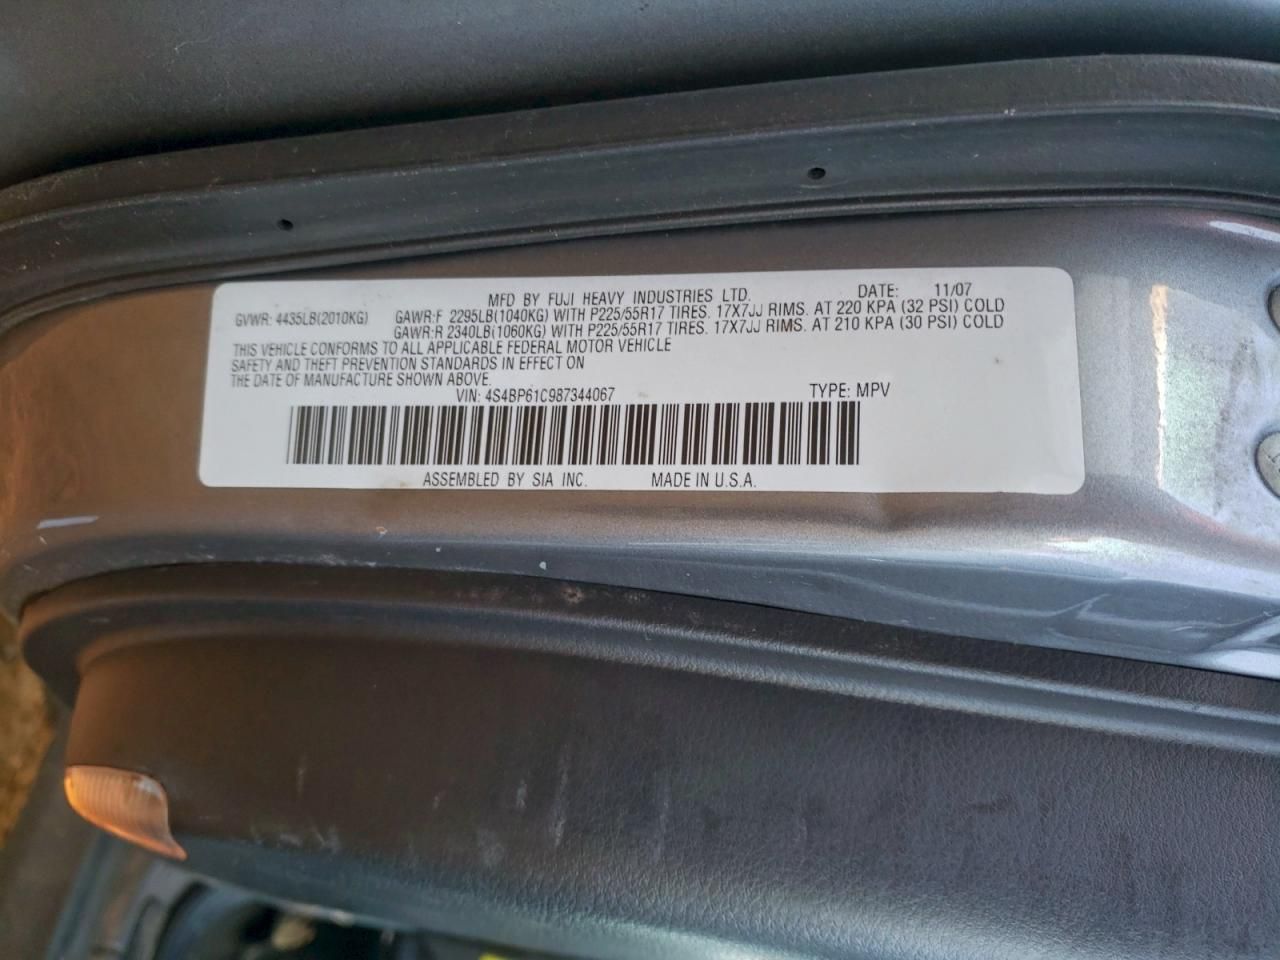 MFD BY FUJI HEAVY INDUSTRIES LTD. DATE: 11/07
GVWR: 4435LB(2010KG) GAWR:F 2295LB(1040KG) WITH P225/55R17 TIRES. 17X7JJ RIMS. AT 220 KPA (32 PSI) COLD
GAWR:R 2340LB(1060KG) WITH P225/55R17 TIRES. 17X7JJ RIMS. AT 210 KPA (30 PSI) COLD
THIS VEHICLE CONFORMS TO ALL APPLICABLE FEDERAL MOTOR VEHICLE
SAFETY AND THEFT PREVENTION STANDARDS IN EFFECT ON
THE DATE OF MANUFACTURE SHOWN ABOVE.
VIN: 4S4BP61C987344067 TYPE: MPV
ASSEMBLED BY SIA INC. MADE IN U.S.A.